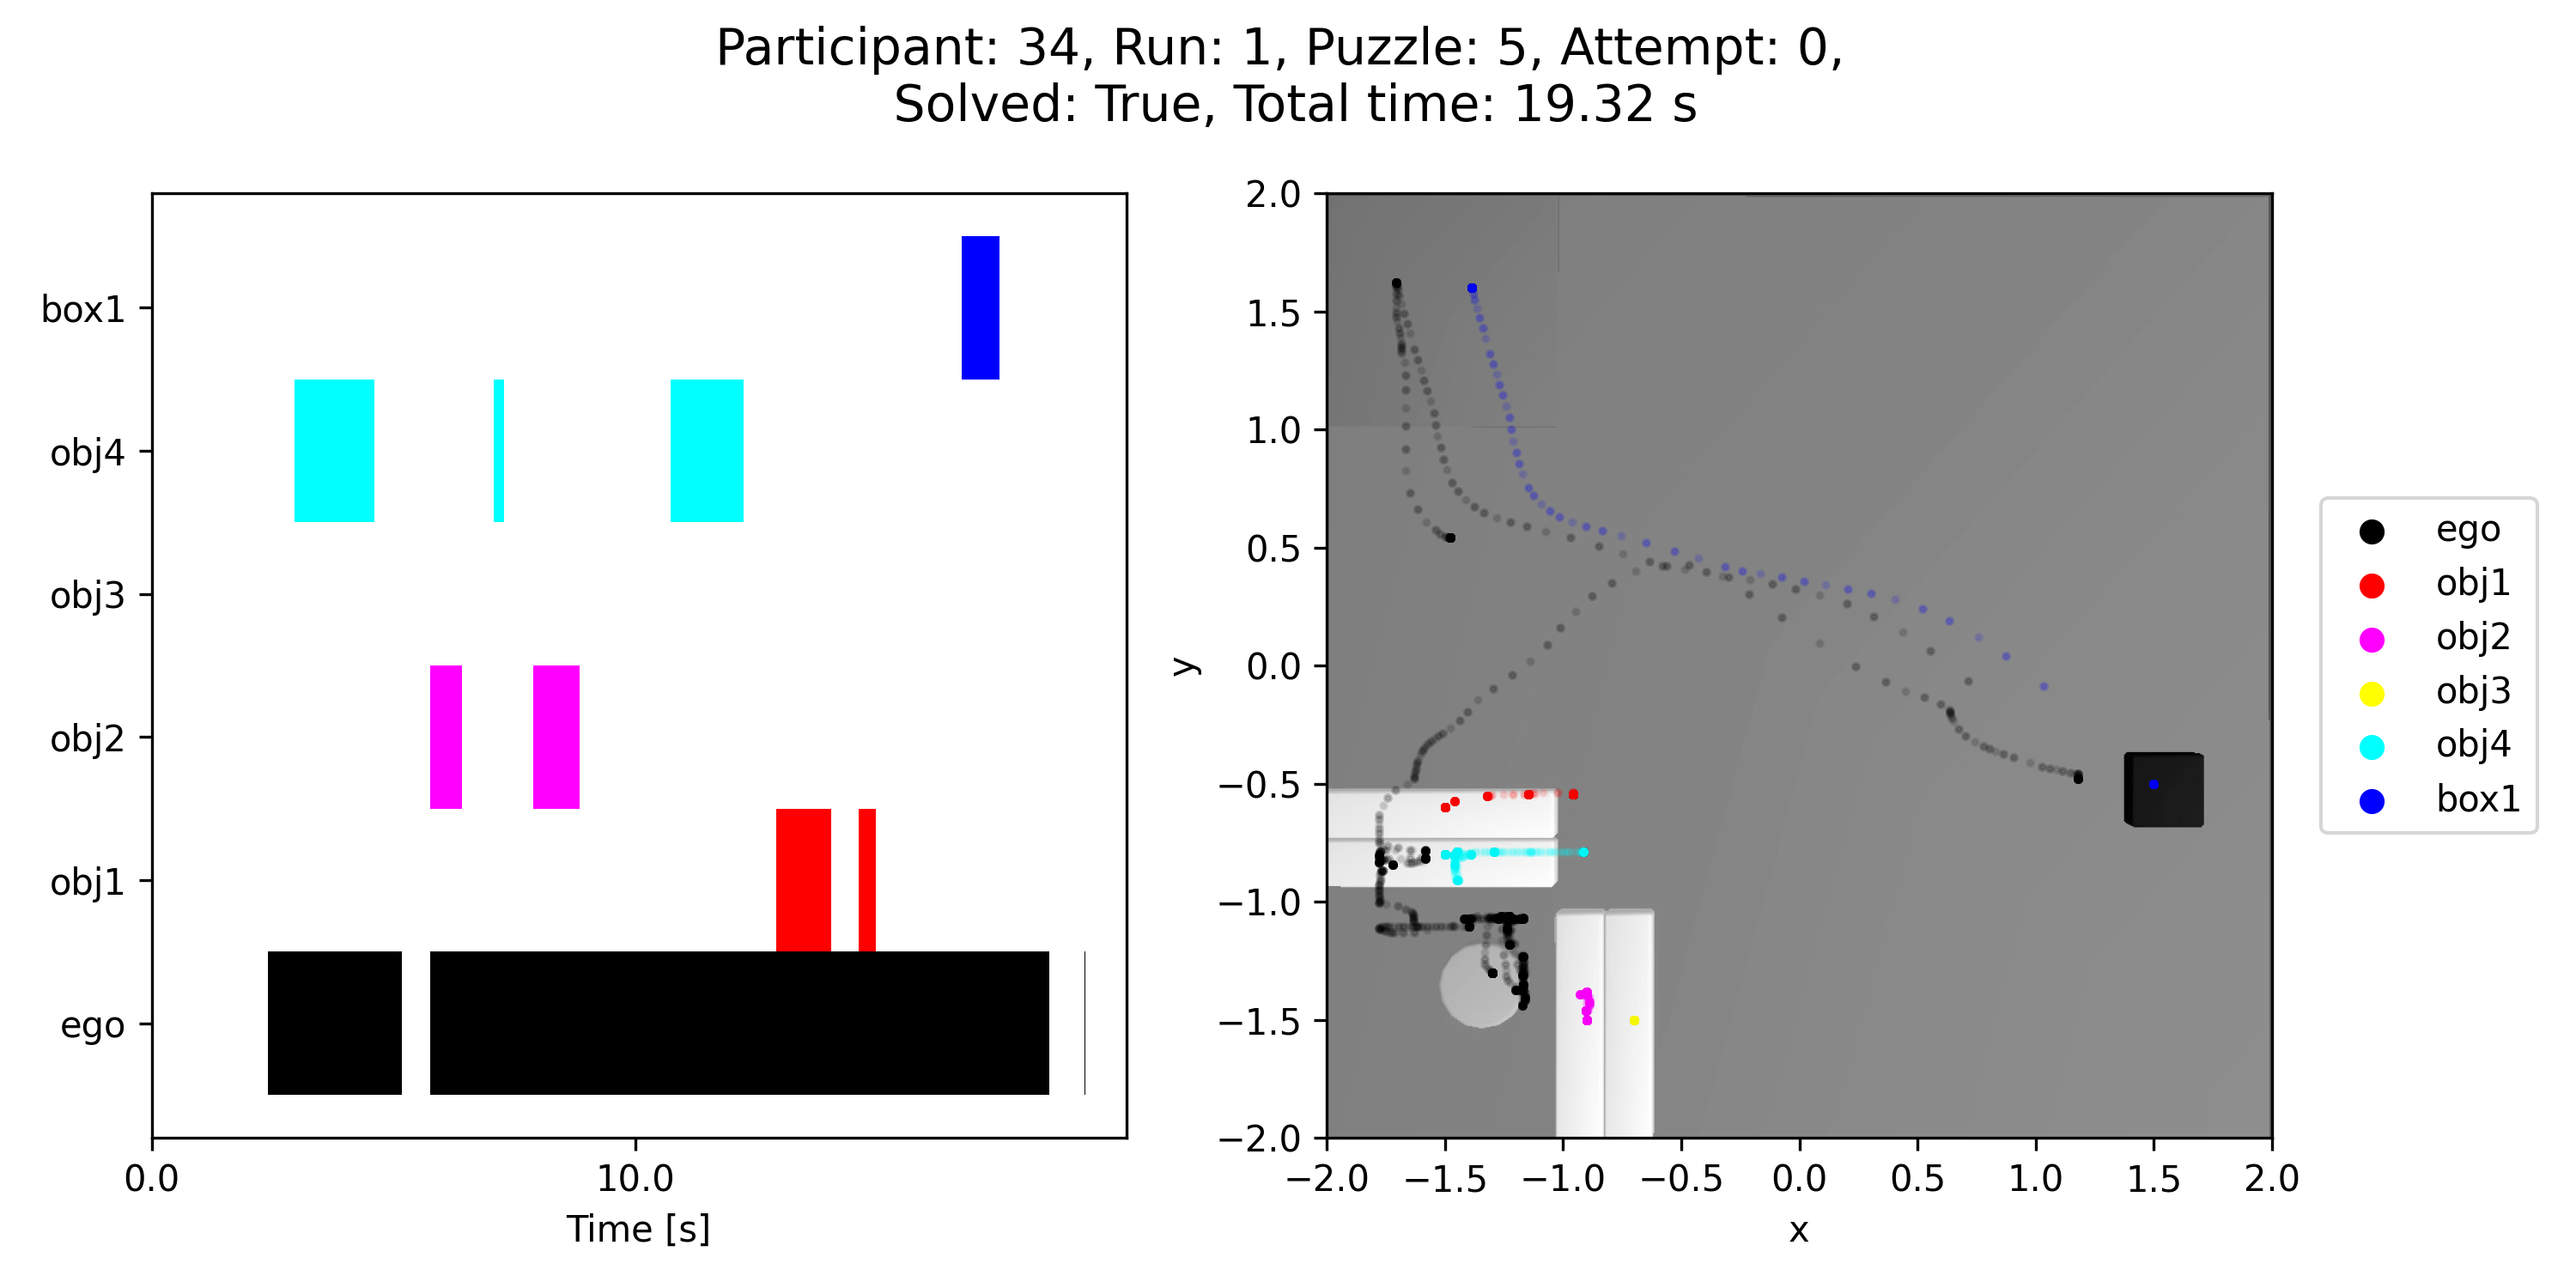 Participant: 34, Run: 1, Puzzle: 5, Attempt: 0,
Solved: True, Total time: 19.32 s
box1
obj4
obj3
obj2
obj1
ego
0.0
10.0
Time [s]
2.0
1.5
1.0
0.5
0.0
−0.5
−1.0
−1.5
−2.0
y
−2.0
−1.5
−1.0
−0.5
0.0
0.5
1.0
1.5
2.0
x
ego
obj1
obj2
obj3
obj4
box1